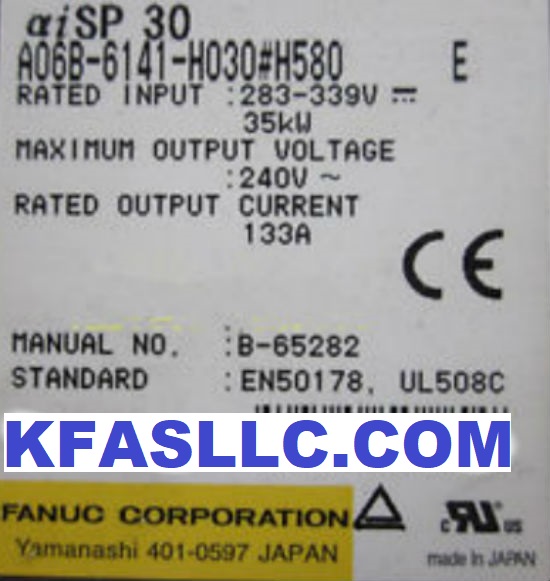 αiSP 30
A06B-6141-H030#H580 E
RATED INPUT :283-339V ⎓
35kW
MAXIMUM OUTPUT VOLTAGE
:240V ~
RATED OUTPUT CURRENT
133A
CE
MANUAL NO. :B-65282
STANDARD :EN50178, UL508C
KFASLLC.COM
FANUC CORPORATION
Yamanashi 401-0597 JAPAN
c RU us
made in JAPAN